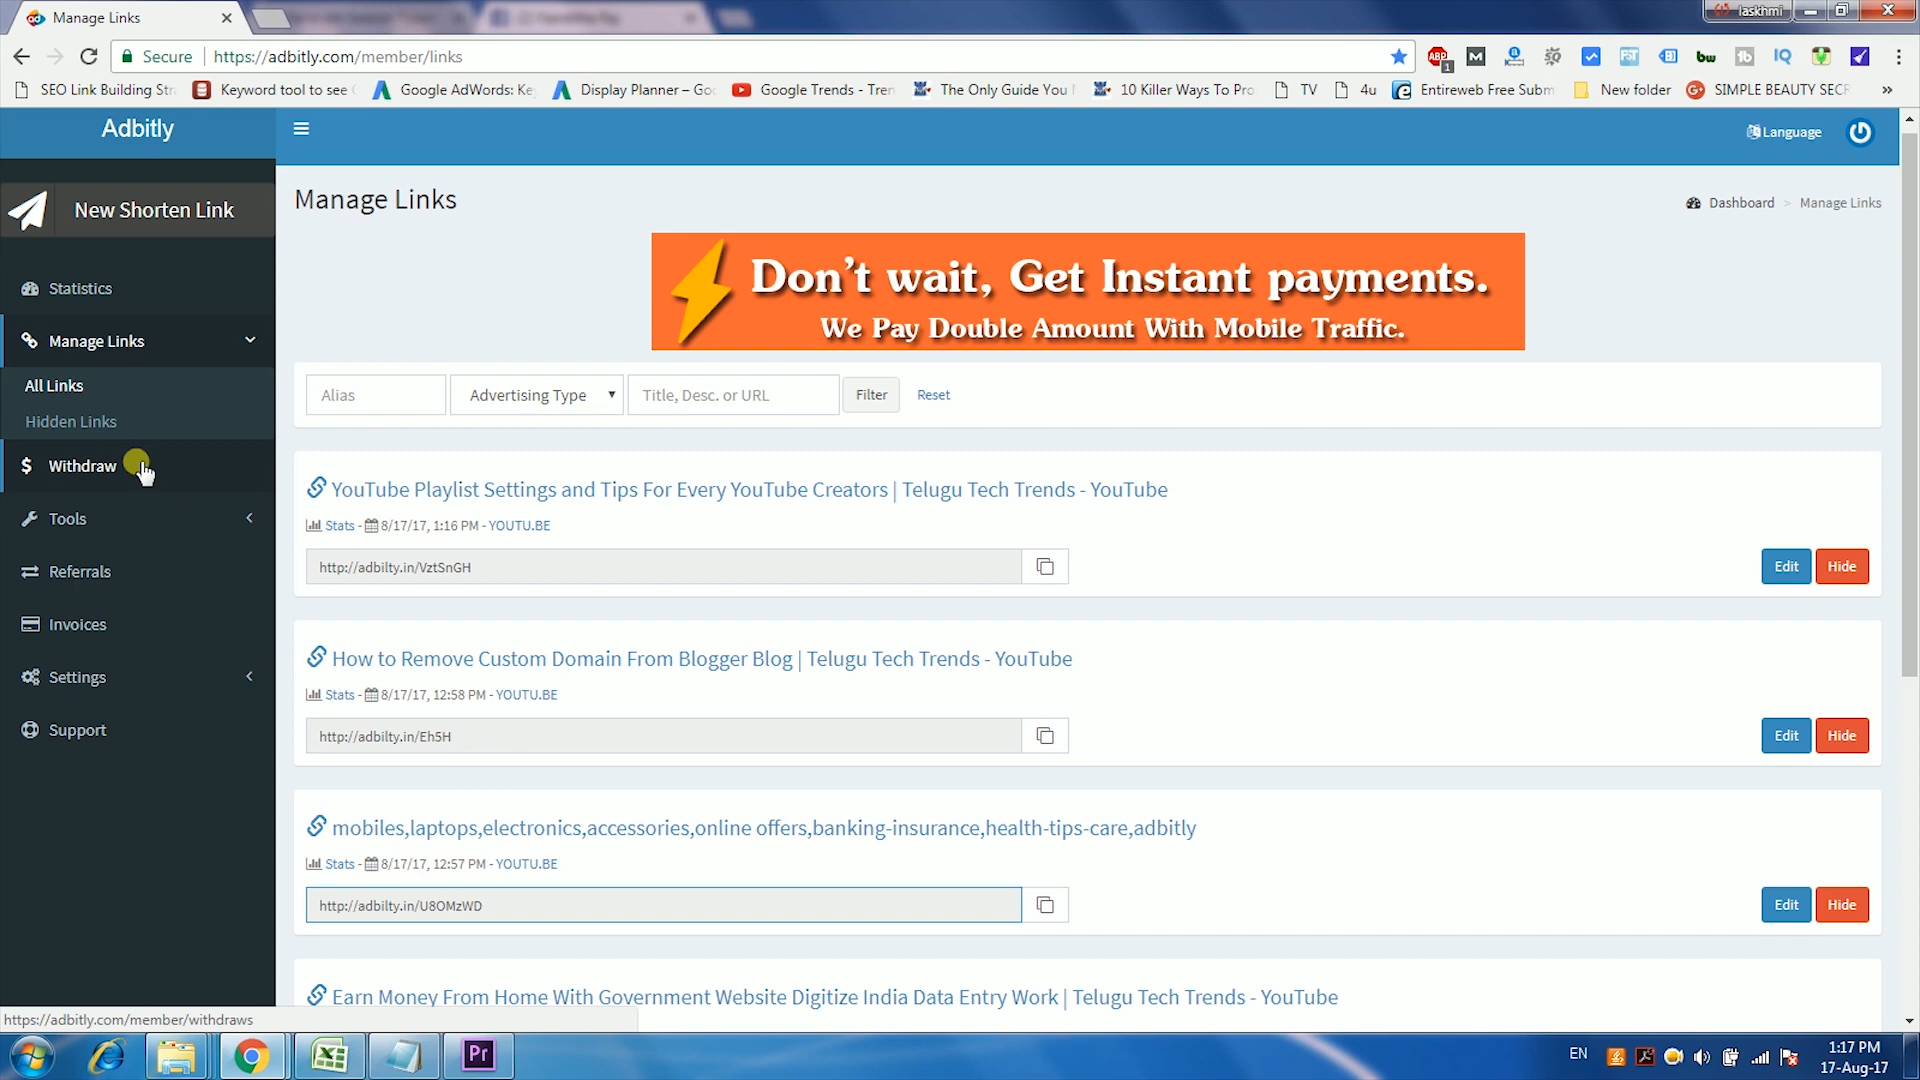 Manage Links
laskhmi
Secure https://adbitly.com/member/links
SEO Link Building Str
Keyword tool to see
Google AdWords: Ke
Display Planner – Goo
Google Trends - Tren
The Only Guide You
10 Killer Ways To Pro
TV
4u
Entireweb Free Subm
New folder
SIMPLE BEAUTY SECR
»
Adbitly
Language
New Shorten Link
Manage Links
Dashboard > Manage Links
Don't wait, Get Instant payments.
We Pay Double Amount With Mobile Traffic.
Statistics
Manage Links
All Links
Hidden Links
Withdraw
Tools
Referrals
Invoices
Settings
Support
Alias
Advertising Type
Title, Desc. or URL
Filter
Reset
YouTube Playlist Settings and Tips For Every YouTube Creators | Telugu Tech Trends - YouTube
Stats - 8/17/17, 1:16 PM - YOUTU.BE
http://adbilty.in/VztSnGH
Edit
Hide
How to Remove Custom Domain From Blogger Blog | Telugu Tech Trends - YouTube
Stats - 8/17/17, 12:58 PM - YOUTU.BE
http://adbilty.in/Eh5H
Edit
Hide
mobiles,laptops,electronics,accessories,online offers,banking-insurance,health-tips-care,adbitly
Stats - 8/17/17, 12:57 PM - YOUTU.BE
http://adbilty.in/U8OMzWD
Edit
Hide
Earn Money From Home With Government Website Digitize India Data Entry Work | Telugu Tech Trends - YouTube
https://adbitly.com/member/withdraws
Pr
EN
1:17 PM
17-Aug-17